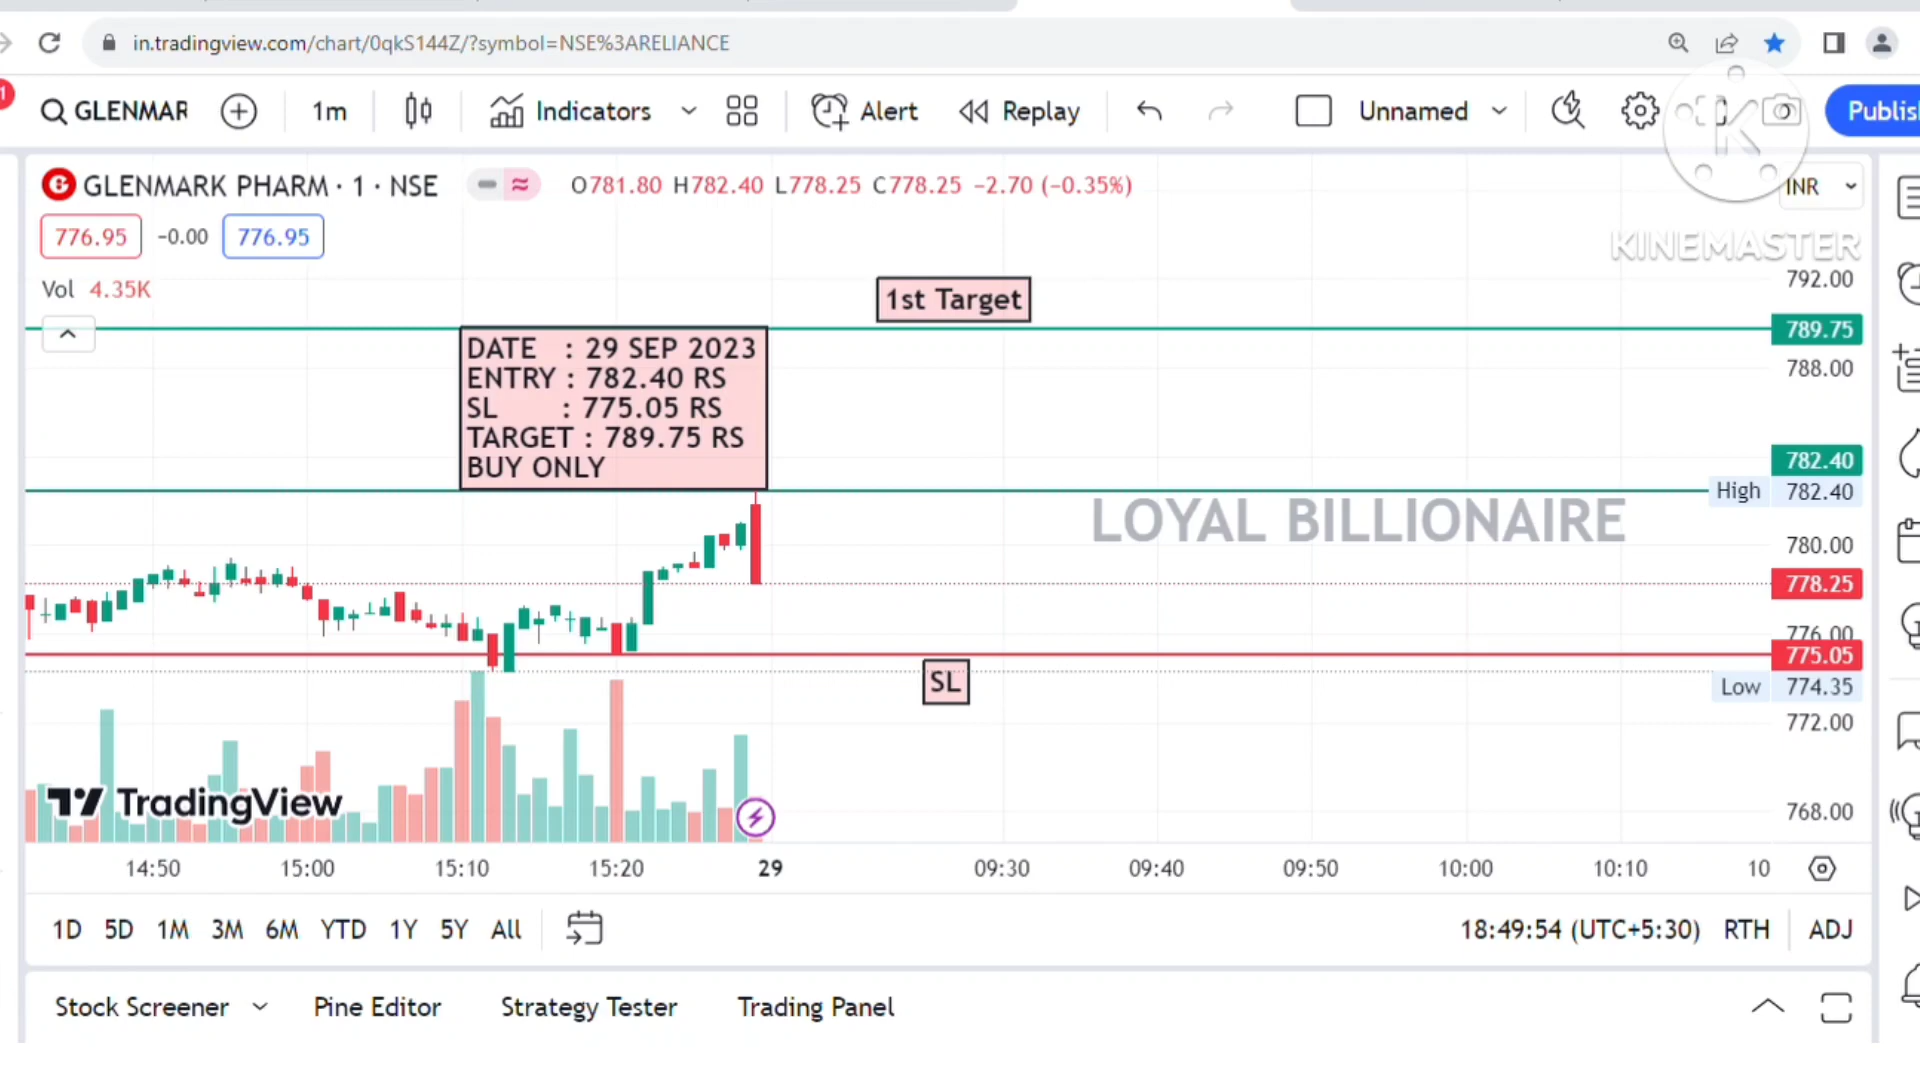 in.tradingview.com/chart/0qkS144Z/?symbol=NSE%3ARELIANCE
1
GLENMAR 1m Indicators Alert Replay Unnamed Publis
GLENMARK PHARM · 1 · NSE O781.80 H782.40 L778.25 C778.25 −2.70 (−0.35%) INR
776.95 −0.00 776.95
KINEMASTER
Vol 4.35K
792.00
1st Target
789.75
788.00
DATE : 29 SEP 2023
ENTRY : 782.40 RS
SL : 775.05 RS
TARGET : 789.75 RS
BUY ONLY
782.40
High 782.40
LOYAL BILLIONAIRE
780.00
778.25
776.00
775.05
SL
Low 774.35
772.00
TradingView
768.00
14:50 15:00 15:10 15:20 29 09:30 09:40 09:50 10:00 10:10 10
1D 5D 1M 3M 6M YTD 1Y 5Y All 18:49:54 (UTC+5:30) RTH ADJ
Stock Screener Pine Editor Strategy Tester Trading Panel